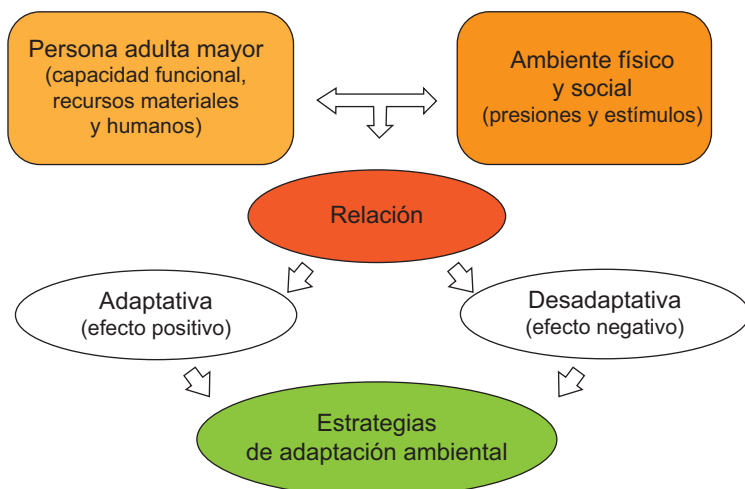 Persona adulta mayor
(capacidad funcional,
recursos materiales
y humanos)
Ambiente físico
y social
(presiones y estímulos)
Relación
Adaptativa
(efecto positivo)
Desadaptativa
(efecto negativo)
Estrategias
de adaptación ambiental